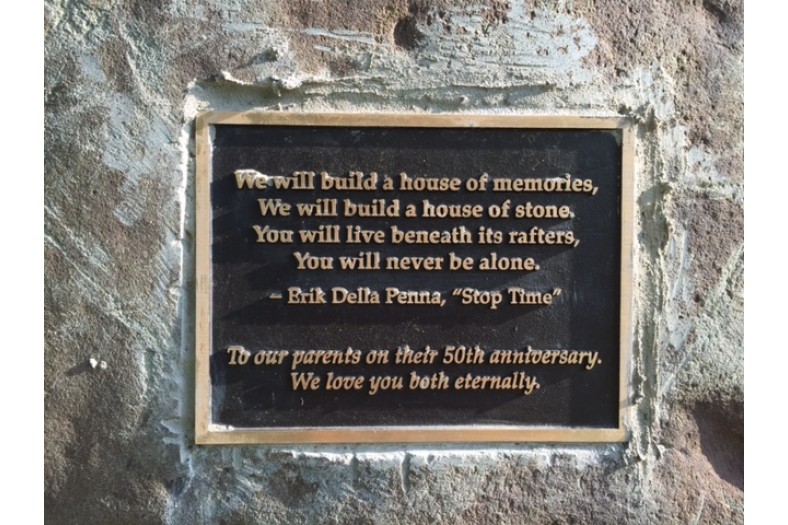 We will build a house of memories,
We will build a house of stone.
You will live beneath its rafters,
You will never be alone.
– Erik Della Penna, “Stop Time”
To our parents on their 50th anniversary.
We love you both eternally.